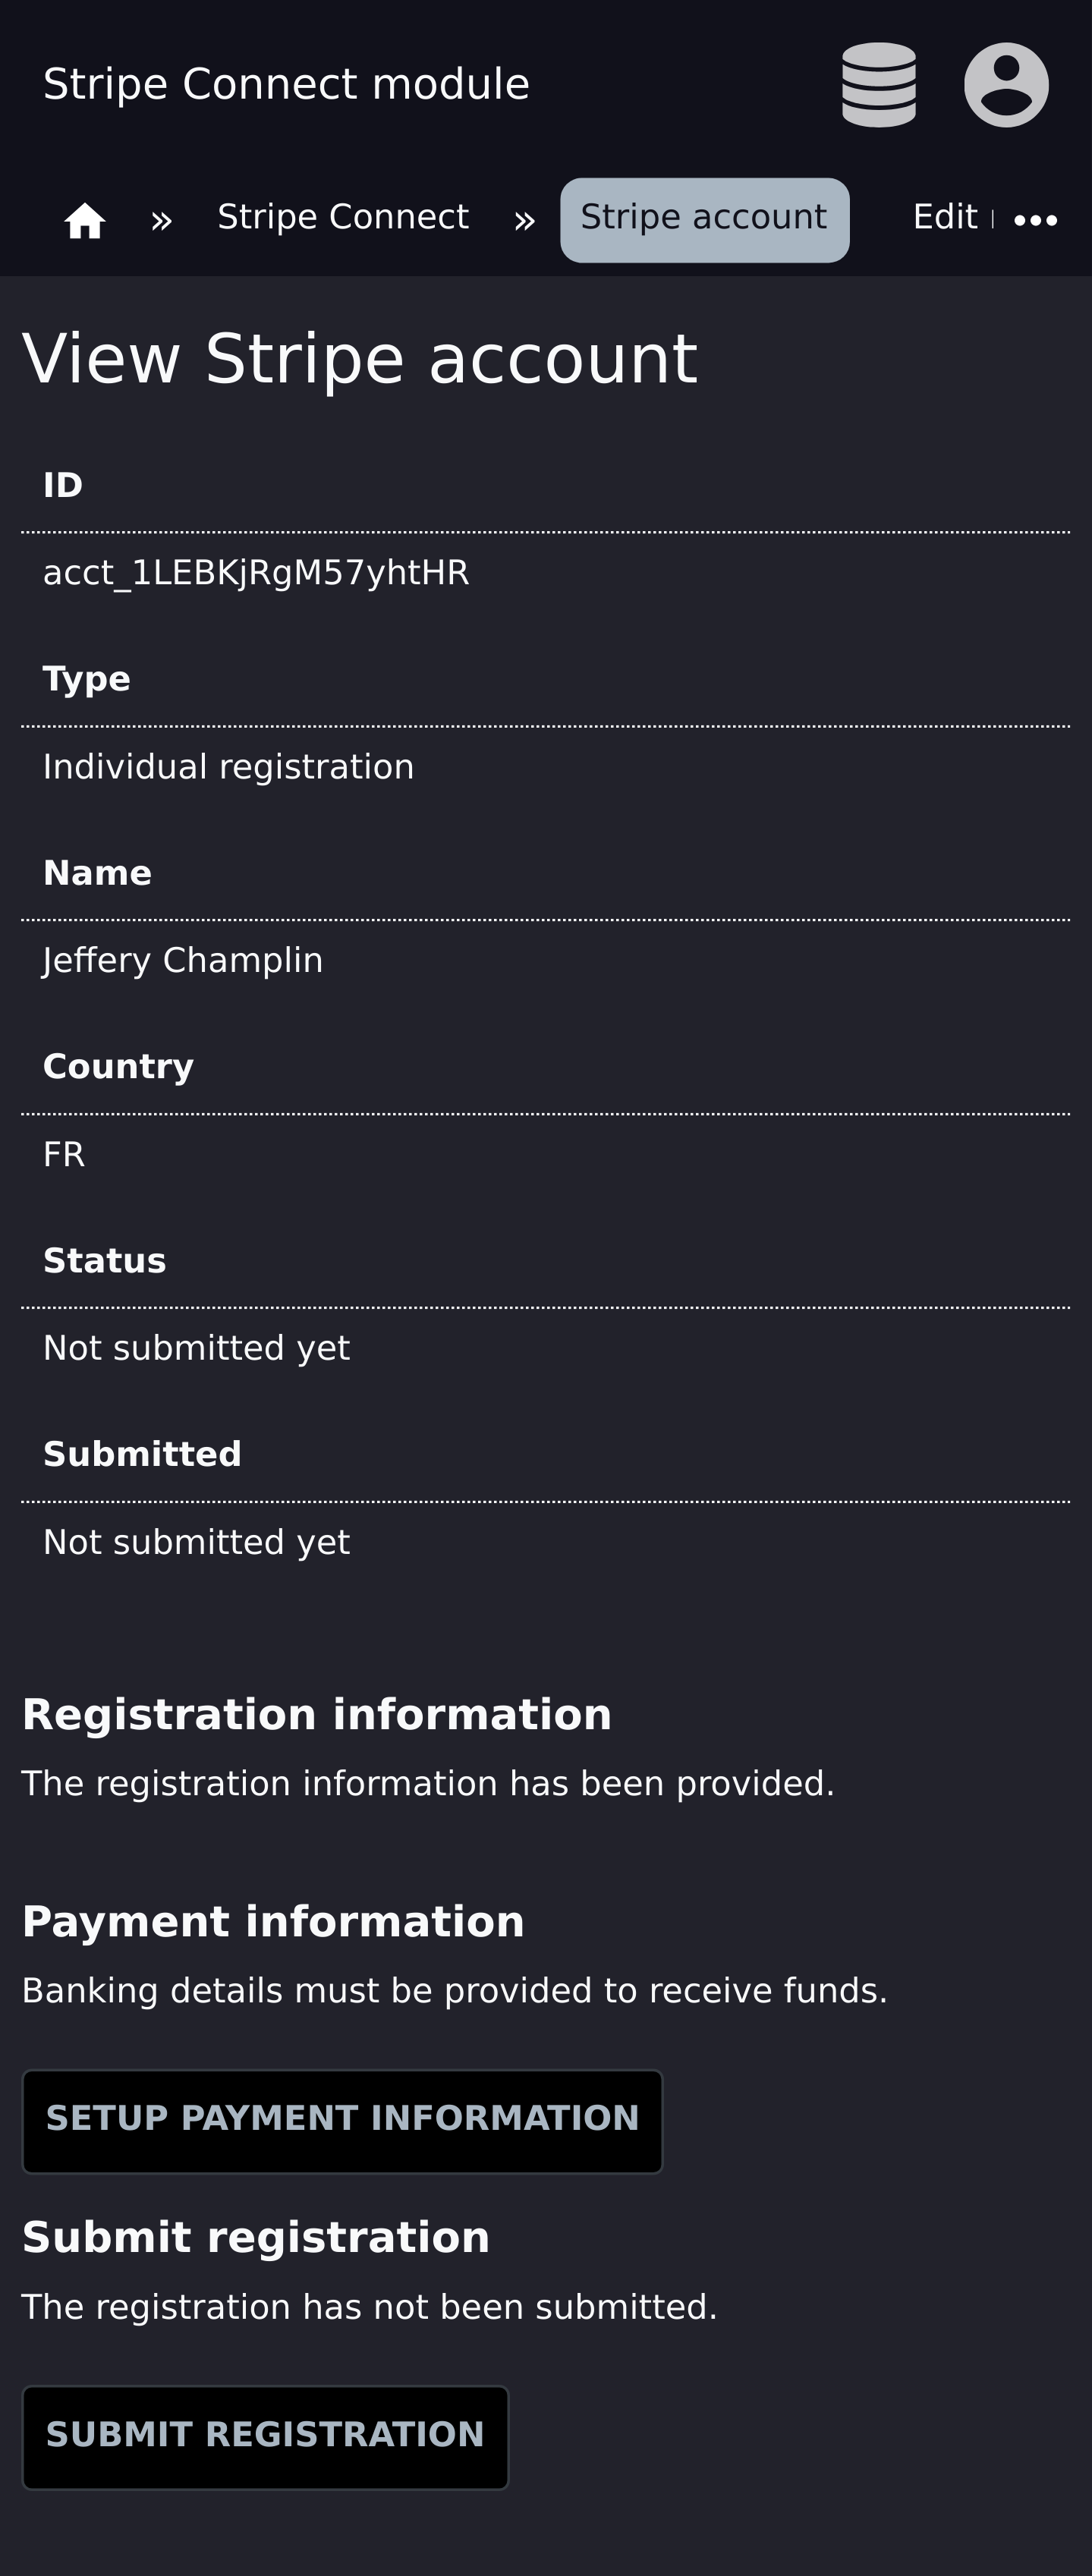 Stripe Connect module
» Stripe Connect » Stripe account Edit
View Stripe account
ID
acct_1LEBKjRgM57yhtHR
Type
Individual registration
Name
Jeffery Champlin
Country
FR
Status
Not submitted yet
Submitted
Not submitted yet
Registration information
The registration information has been provided.
Payment information
Banking details must be provided to receive funds.
SETUP PAYMENT INFORMATION
Submit registration
The registration has not been submitted.
SUBMIT REGISTRATION